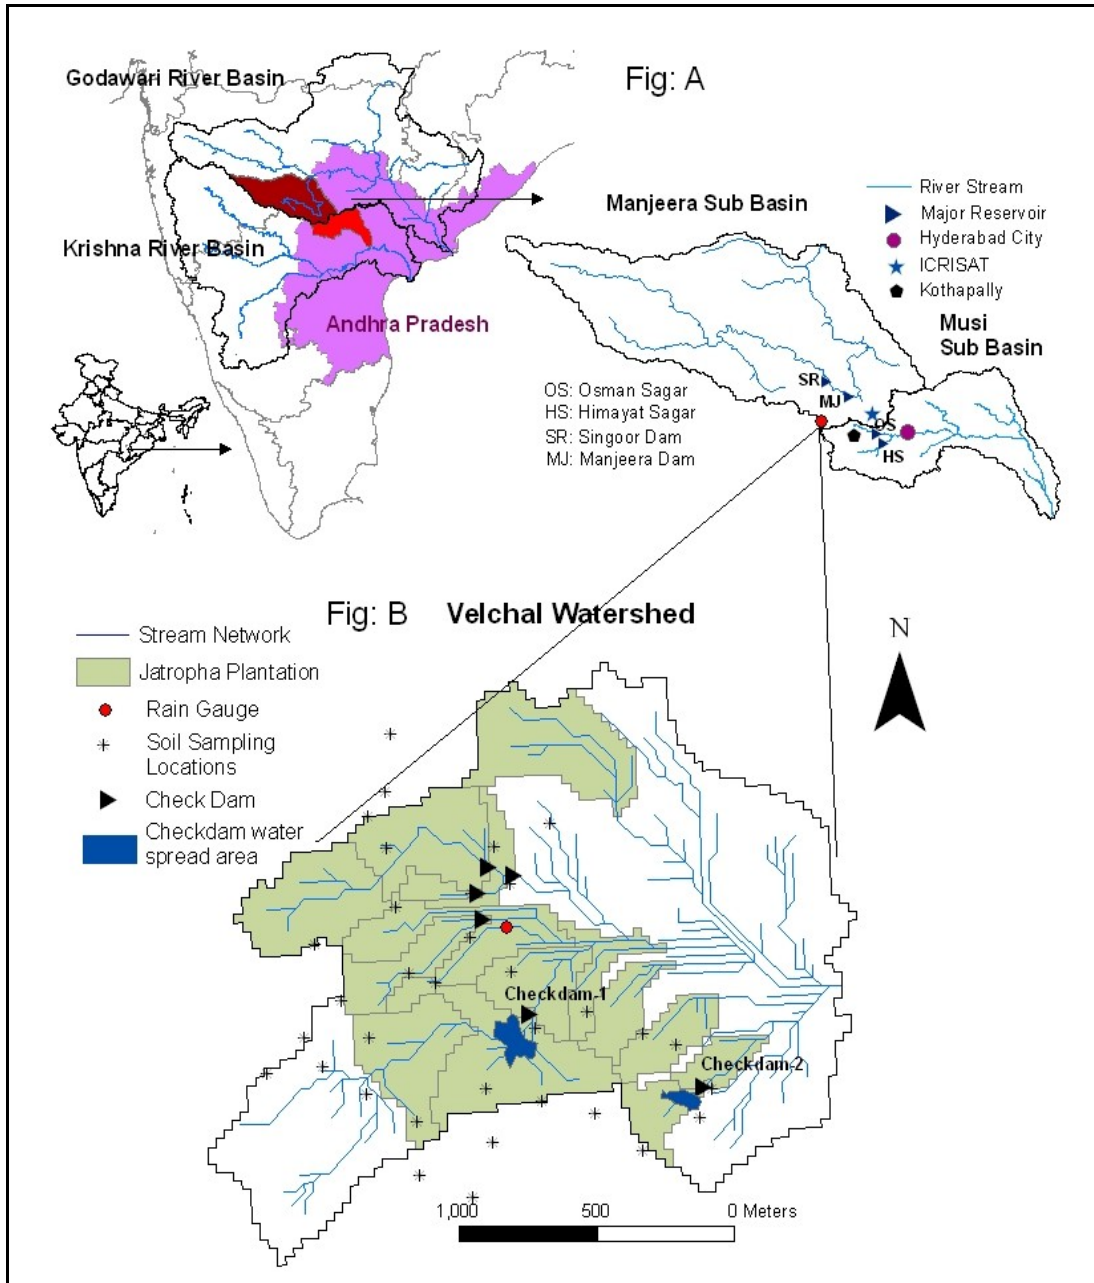 Fig: A
Godawari River Basin
Krishna River Basin
Andhra Pradesh
Manjeera Sub Basin
River Stream
Major Reservoir
Hyderabad City
ICRISAT
Kothapally
Musi
Sub Basin
OS: Osman Sagar
HS: Himayat Sagar
SR: Singoor Dam
MJ: Manjeera Dam
SR
MJ
OS
HS
Fig: B
Velchal Watershed
Stream Network
Jatropha Plantation
Rain Gauge
Soil Sampling
Locations
Check Dam
Checkdam water
spread area
N
Checkdam-1
Checkdam-2
1,000 500 0 Meters